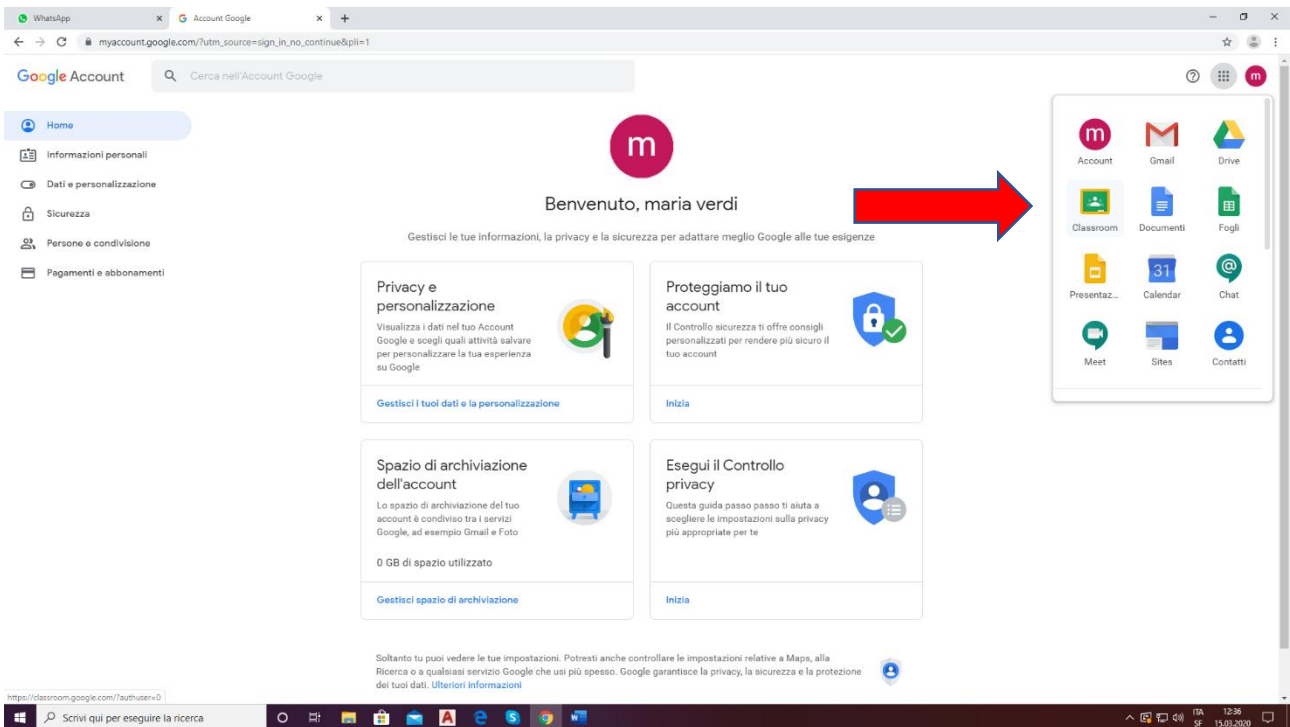 WhatsApp
Account Google
myaccount.google.com/?utm_source=sign_in_no_continue&pli=1
Google Account
Cerca nell'Account Google
m
Home
Informazioni personali
Dati e personalizzazione
Sicurezza
Persone e condivisione
Pagamenti e abbonamenti
m
Benvenuto, maria verdi
Gestisci le tue informazioni, la privacy e la sicurezza per adattare meglio Google alle tue esigenze
Privacy e
personalizzazione
Visualizza i dati nel tuo Account
Google e scegli quali attività salvare
per personalizzare la tua esperienza
su Google
Gestisci i tuoi dati e la personalizzazione
Proteggiamo il tuo
account
Il Controllo sicurezza ti offre consigli
personalizzati per rendere più sicuro il
tuo account
Inizia
Spazio di archiviazione
dell'account
Lo spazio di archiviazione del tuo
account è condiviso tra i servizi
Google, ad esempio Gmail e Foto
0 GB di spazio utilizzato
Gestisci spazio di archiviazione
Esegui il Controllo
privacy
Questa guida passo passo ti aiuta a
scegliere le impostazioni sulla privacy
più appropriate per te
Inizia
Soltanto tu puoi vedere le tue impostazioni. Potresti anche controllare le impostazioni relative a Maps, alla
Ricerca o a qualsiasi servizio Google che usi più spesso. Google garantisce la privacy, la sicurezza e la protezione
dei tuoi dati. Ulteriori informazioni
m
Account Gmail Drive
Classroom Documenti Fogli
31
Presentaz... Calendar Chat
Meet Sites Contatti
https://classroom.google.com/?authuser=0
Scrivi qui per eseguire la ricerca
ITA 12:36
SF 15.03.2020